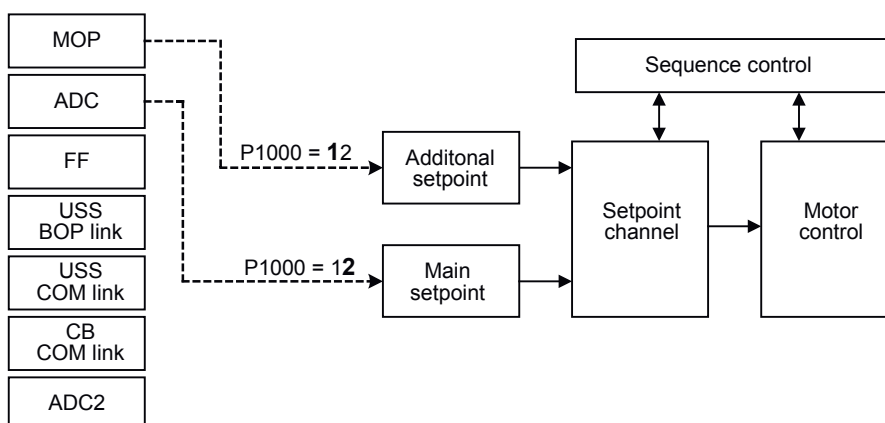 MOP
ADC
FF
USS
BOP link
USS
COM link
CB
COM link
ADC2
P1000 = 12
P1000 = 12
Additonal
setpoint
Main
setpoint
Sequence control
Setpoint
channel
Motor
control